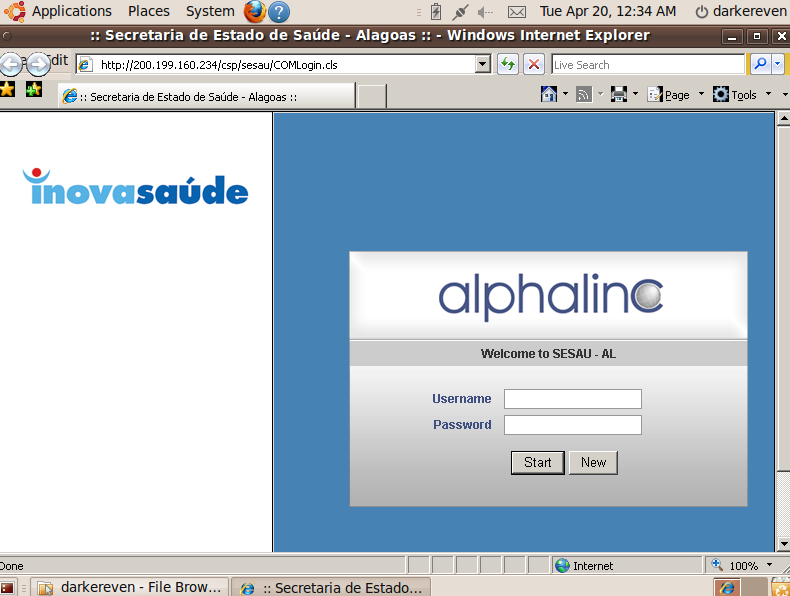 Applications Places System Tue Apr 20, 12:34 AM darkereven
:: Secretaria de Estado de Saúde - Alagoas :: - Windows Internet Explorer
Edit http://200.199.160.234/csp/sesau/COMLogin.cls Live Search
:: Secretaria de Estado de Saúde - Alagoas :: Page Tools
inovasaúde
alphalinc
Welcome to SESAU - AL
Username
Password
Start New
Done Internet 100%
darkereven - File Brow... :: Secretaria de Estado...